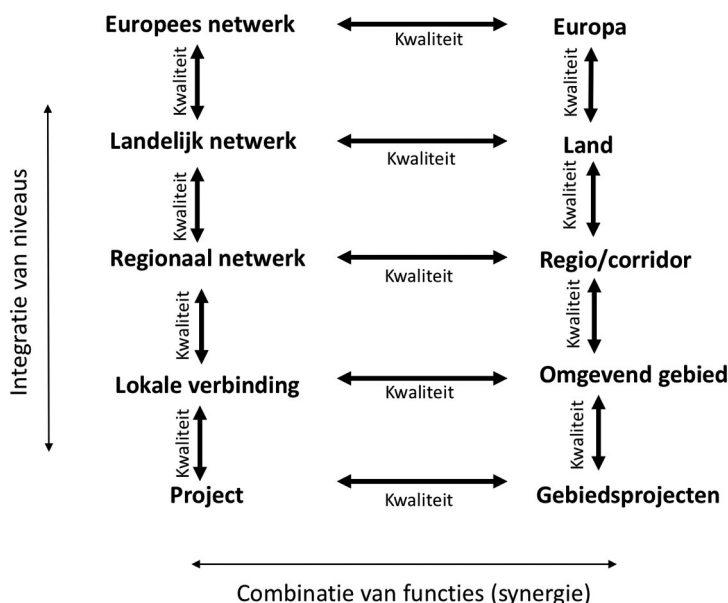 Europees netwerk
Kwaliteit
Europa
Kwaliteit
Kwaliteit
Landelijk netwerk
Kwaliteit
Land
Kwaliteit
Kwaliteit
Regionaal netwerk
Kwaliteit
Regio/corridor
Kwaliteit
Kwaliteit
Lokale verbinding
Kwaliteit
Omgevend gebied
Kwaliteit
Kwaliteit
Project
Kwaliteit
Gebiedsprojecten
Integratie van niveaus
Combinatie van functies (synergie)